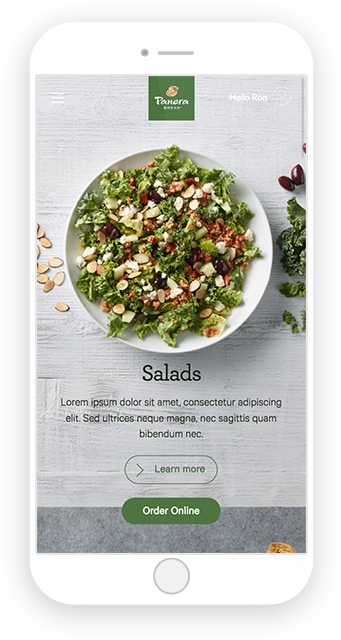 Panera
BREAD®
Hello Ron
Salads
Lorem ipsum dolor sit amet, consectetur adipiscing
elit. Sed ultrices neque magna, nec sagittis quam
bibendum nec.
Learn more
Order Online